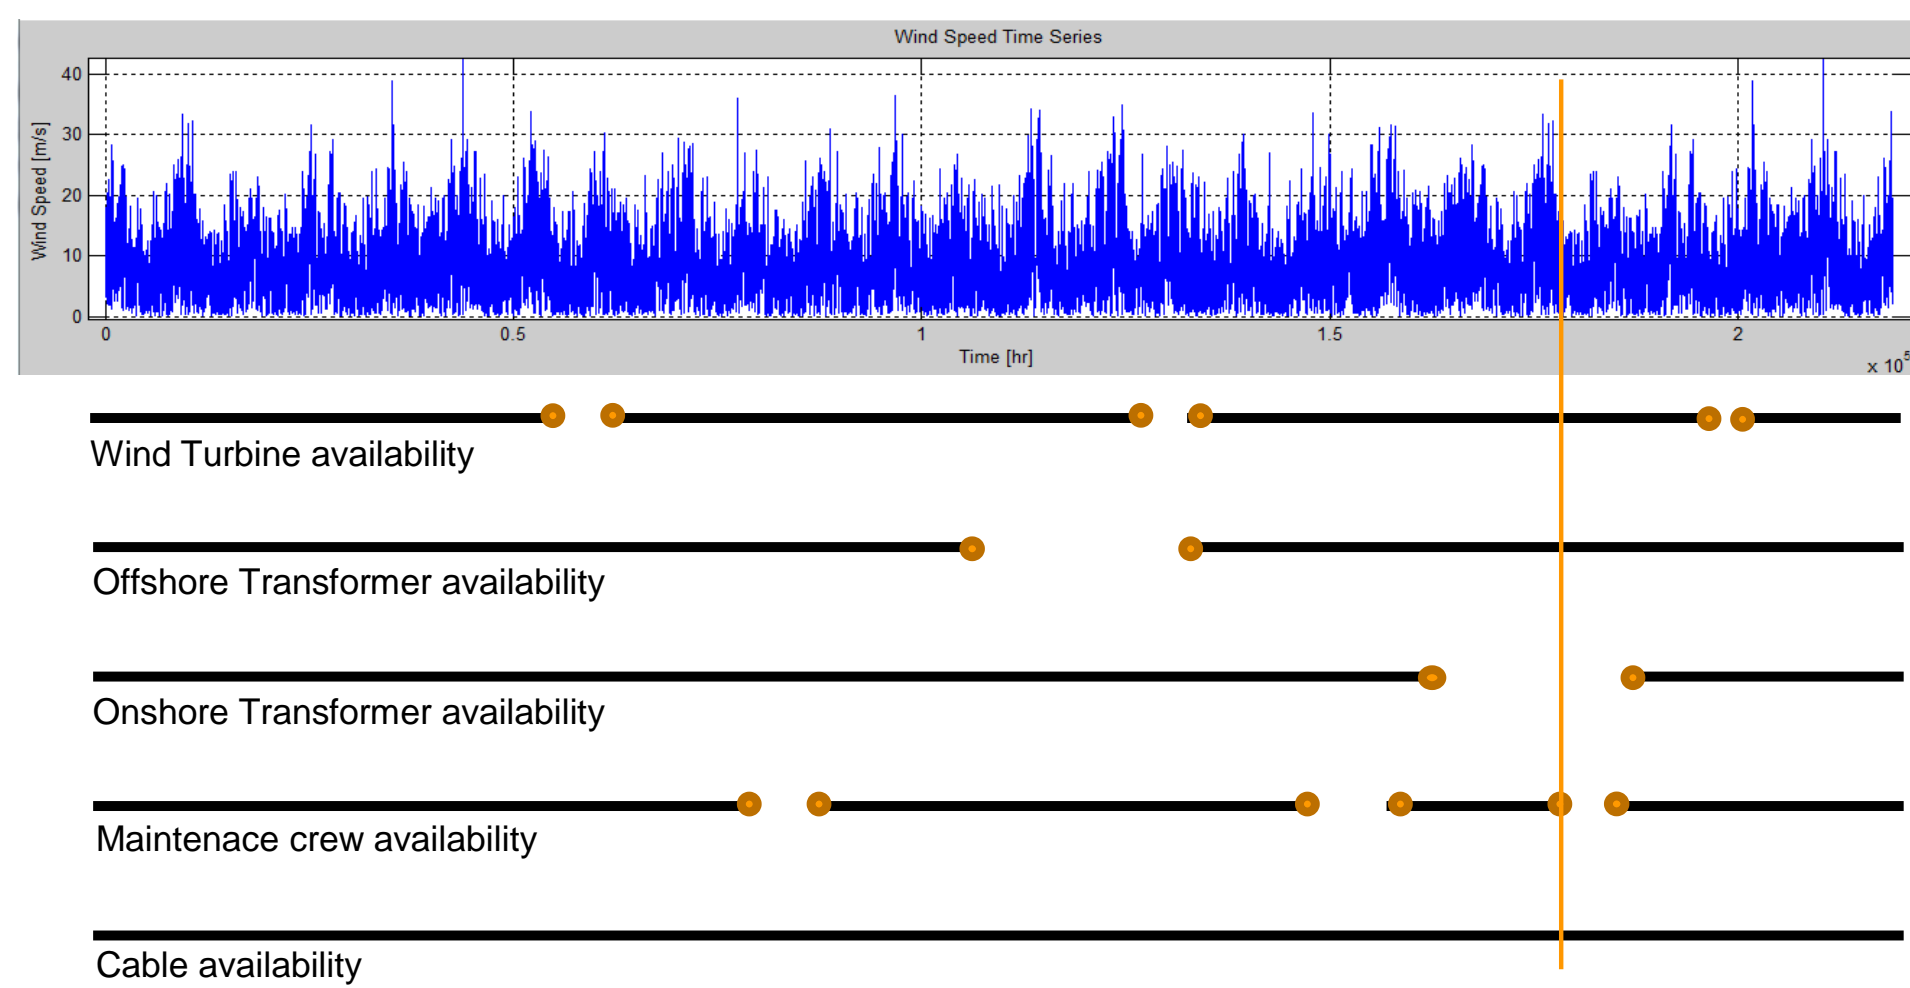 Wind Speed Time Series
Wind Speed [m/s]
40
30
20
10
0
0 0.5 1 1.5 2
Time [hr]
x 10^5
Wind Turbine availability
Offshore Transformer availability
Onshore Transformer availability
Maintenace crew availability
Cable availability